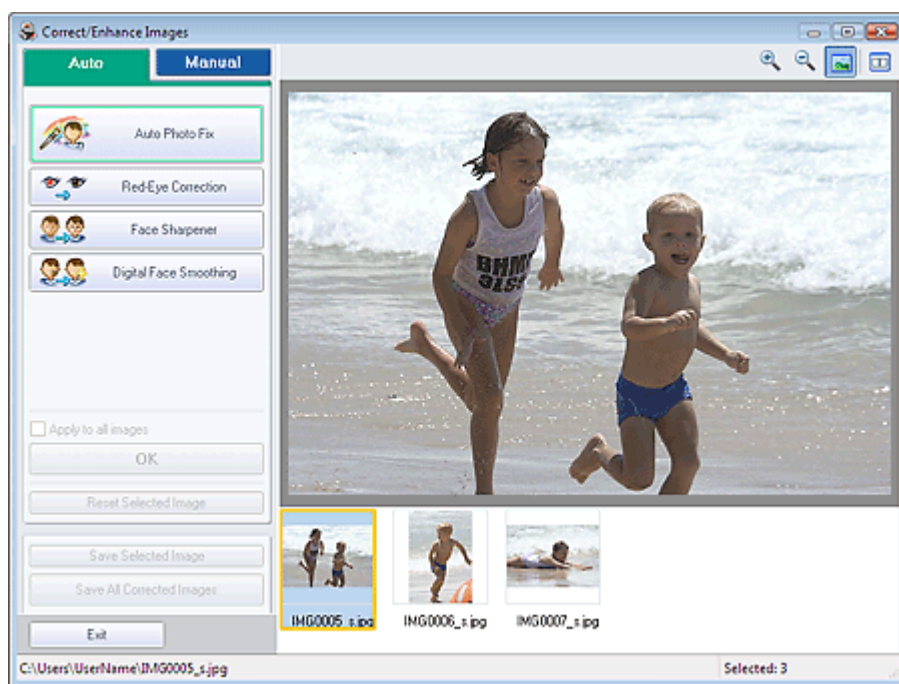 Correct/Enhance Images
Auto
Manual
Auto Photo Fix
Red-Eye Correction
Face Sharpener
Digital Face Smoothing
Apply to all images
OK
Reset Selected Image
Save Selected Image
Save All Corrected Images
Exit
BHMM
IMG0005_s.jpg
IMG0006_s.jpg
IMG0007_s.jpg
C:\Users\UserName\IMG0005_s.jpg
Selected: 3